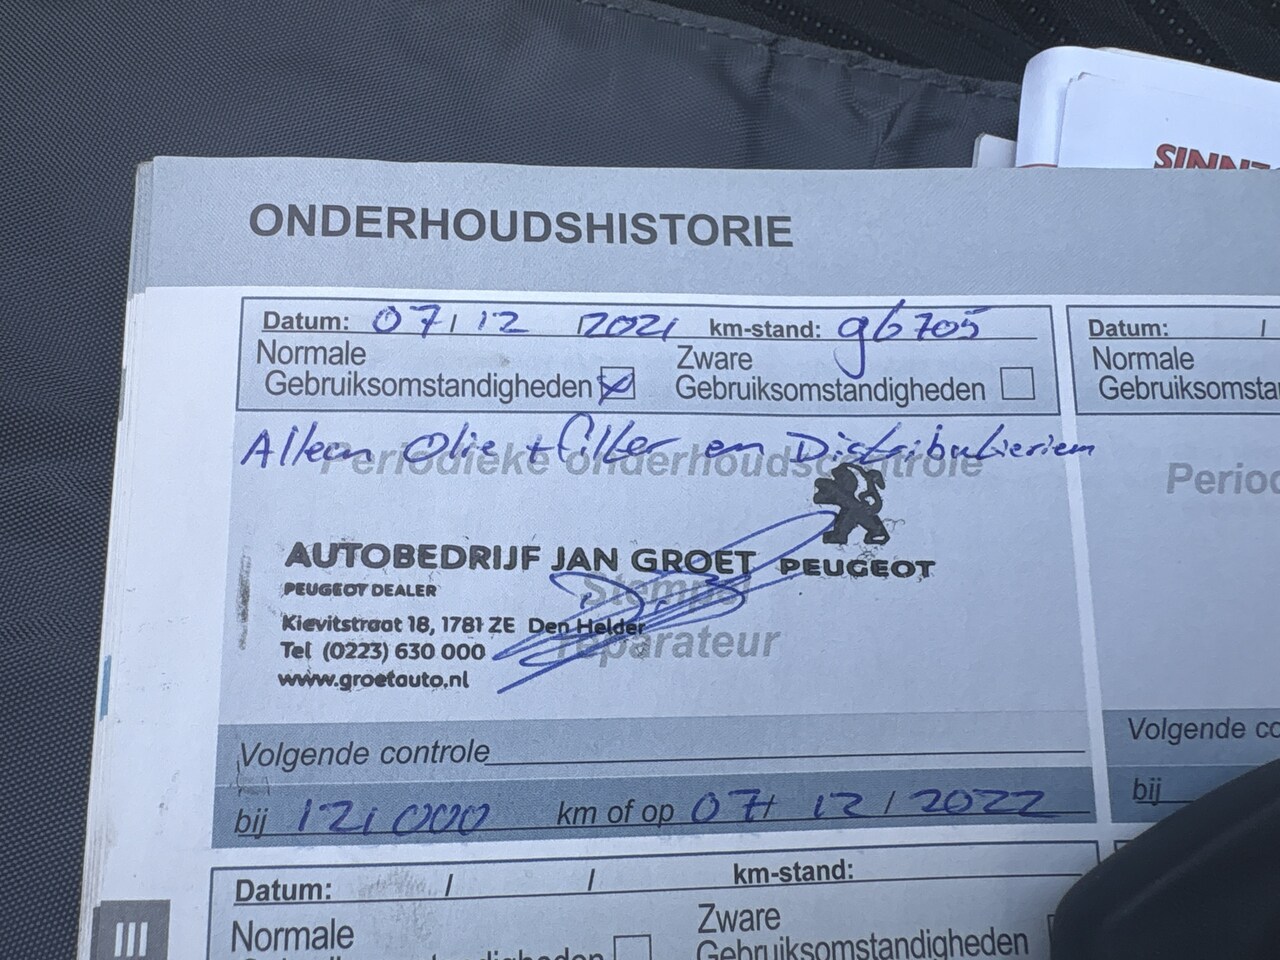 SINN
ONDERHOUDSHISTORIE
Datum: 07/12/2021 km-stand: 96705
Normale Gebruiksomstandigheden
Zware Gebruiksomstandigheden
Alleen Olie + filter en Distributieriem
Periodieke onderhoudscontrole
AUTOBEDRIJF JAN GROET
PEUGEOT
PEUGEOT DEALER
Stempel
Kievitstraat 18, 1781 ZE Den Helder
reparateur
Tel (0223) 630 000
www.groetauto.nl
Volgende controle
bij 121000 km of op 07/12/2022
Datum: /
Normale
Gebruiksomsta
Period
Volgende co
bij
Datum: / / km-stand:
Normale
Zware
Gebruiksomstandigheden
III